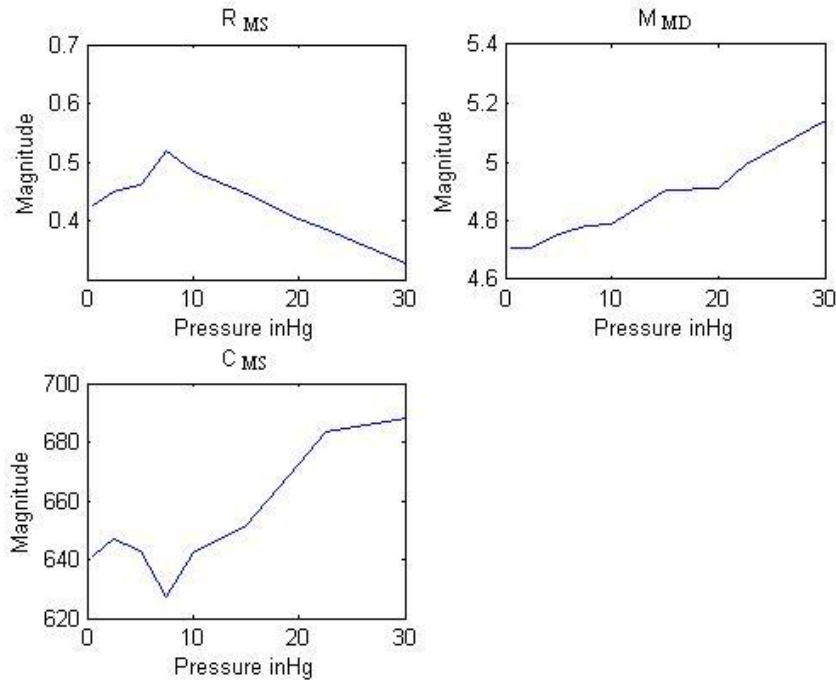 R MS
0.7
0.6
0.5
0.4
Magnitude
0 10 20 30
Pressure inHg
M MD
5.4
5.2
5
4.8
4.6
Magnitude
0 10 20 30
Pressure inHg
C MS
700
680
660
640
620
Magnitude
0 10 20 30
Pressure inHg